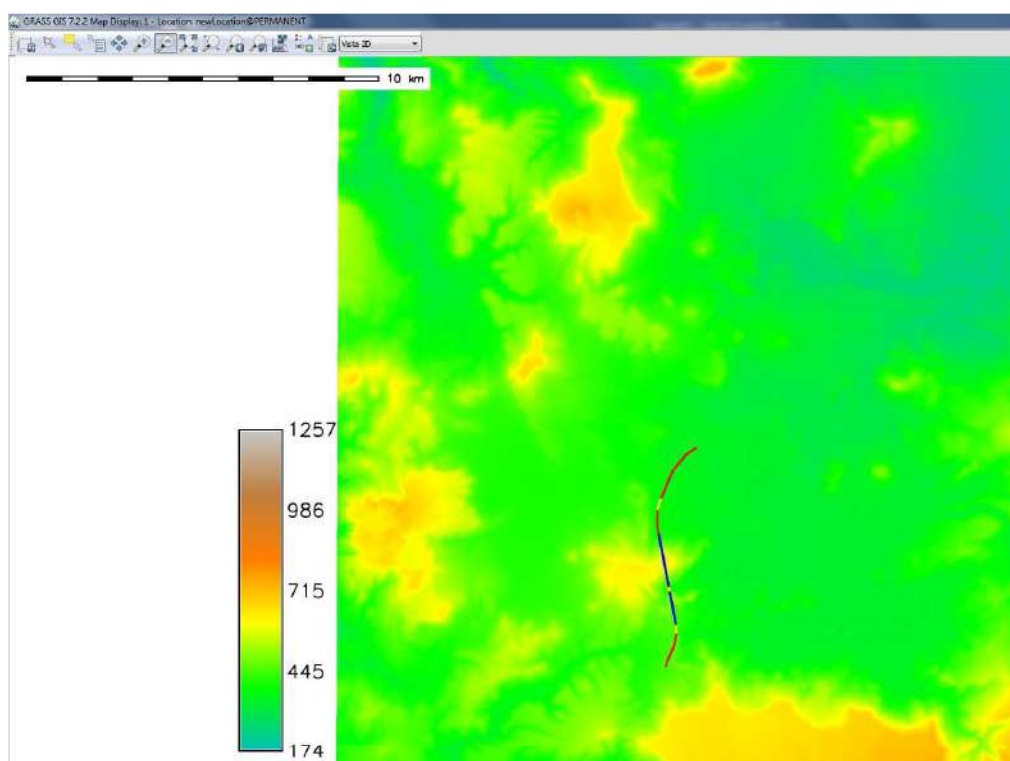 GRASS GIS 7.2.2 Map Display: 1 - Location: newLocation@PERMANENT
Vista 2D
10 km
1257
986
715
445
174